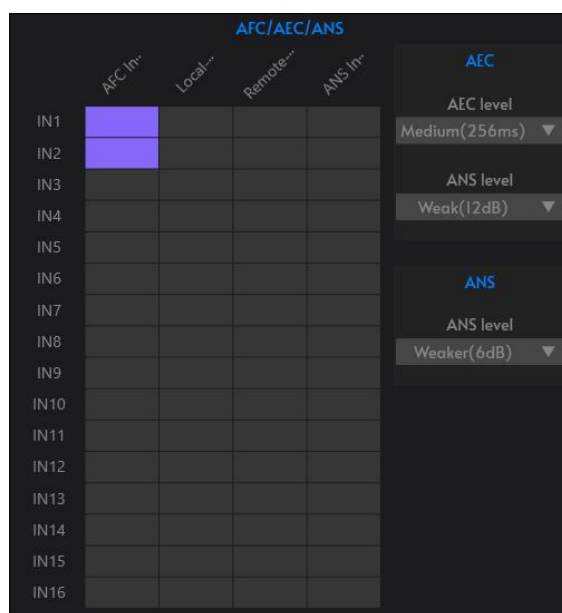 AFC/AEC/ANS
AFC In··
Local-··
Remote-··
ANS In··
IN1
IN2
IN3
IN4
IN5
IN6
IN7
IN8
IN9
IN10
IN11
IN12
IN13
IN14
IN15
IN16
AEC
AEC level
Medium(256ms)
ANS level
Weak(12dB)
ANS
ANS level
Weaker(6dB)